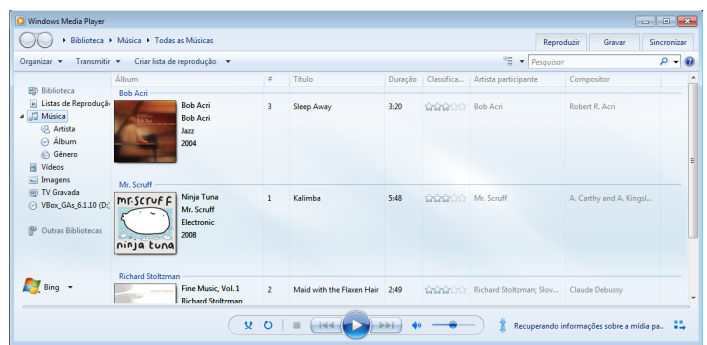 Windows Media Player
Biblioteca Música Todas as Músicas
Reproduzir Gravar Sincronizar
Organizar Transmitir Criar lista de reprodução
Pesquisar
Álbum # Título Duração Classifica... Artista participante Compositor
Biblioteca
Listas de Reproduçã
Música
Artista
Álbum
Gênero
Vídeos
Imagens
TV Gravada
VBox_GAs_6.1.10 (D:)
Outras Bibliotecas
Bing
Bob Acri
Bob Acri
Bob Acri
Jazz
2004
3 Sleep Away 3:20 Bob Acri Robert R. Acri
Mr. Scruff
mr.scruff
ninja tuna
Ninja Tuna
Mr. Scruff
Electronic
2008
1 Kalimba 5:48 Mr. Scruff A. Carthy and A. Kingsl...
Richard Stoltzman
Fine Music, Vol. 1
Richard Stoltzman
2 Maid with the Flaxen Hair 2:49 Richard Stoltzman; Slov... Claude Debussy
Recuperando informações sobre a mídia pa..